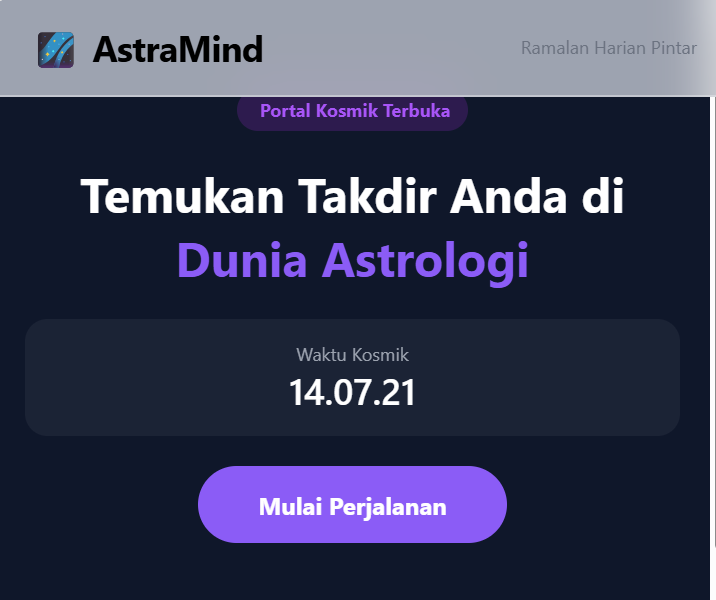 AstraMind
Ramalan Harian Pintar
Portal Kosmik Terbuka
Temukan Takdir Anda di
Dunia Astrologi
Waktu Kosmik
14.07.21
Mulai Perjalanan